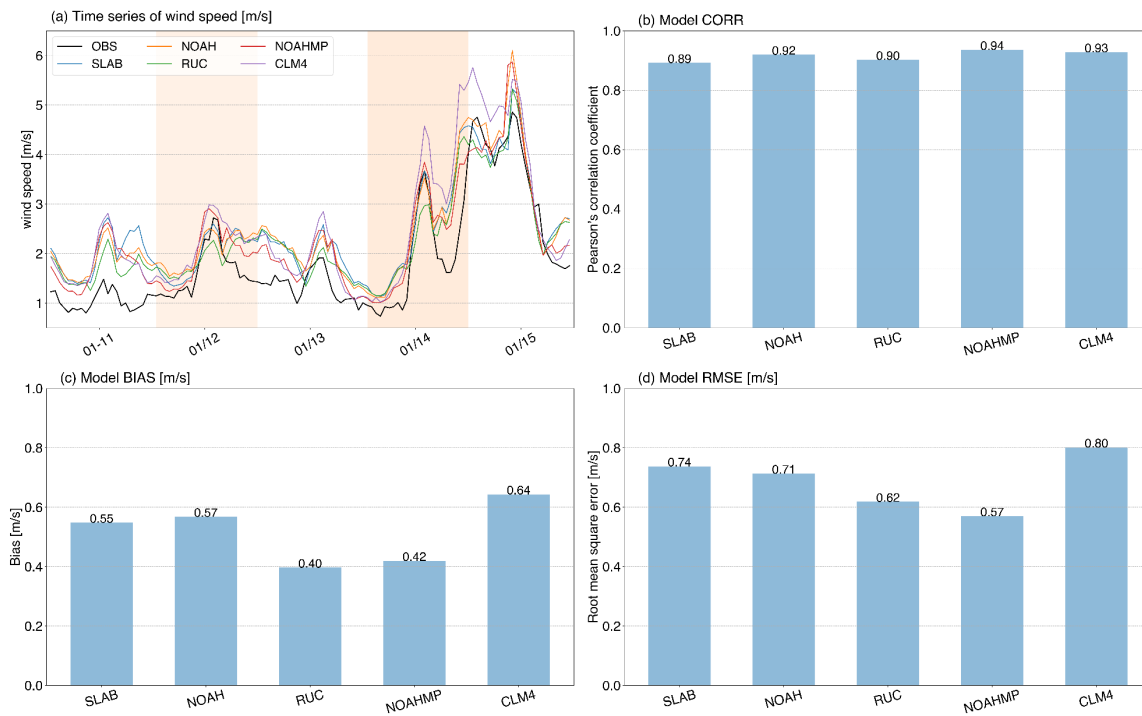 (a) Time series of wind speed [m/s]
OBS NOAH NOAHMP
SLAB RUC CLM4
wind speed [m/s]
6
5
4
3
2
1
01-11 01/12 01/13 01/14 01/15
(b) Model CORR
Pearson's correlation coefficient
1.0
0.8
0.6
0.4
0.2
0.0
0.89 0.92 0.90 0.94 0.93
SLAB NOAH RUC NOAHMP CLM4
(c) Model BIAS [m/s]
Bias [m/s]
1.0
0.8
0.6
0.4
0.2
0.0
0.55 0.57 0.40 0.42 0.64
SLAB NOAH RUC NOAHMP CLM4
(d) Model RMSE [m/s]
Root mean square error [m/s]
1.0
0.8
0.6
0.4
0.2
0.0
0.74 0.71 0.62 0.57 0.80
SLAB NOAH RUC NOAHMP CLM4